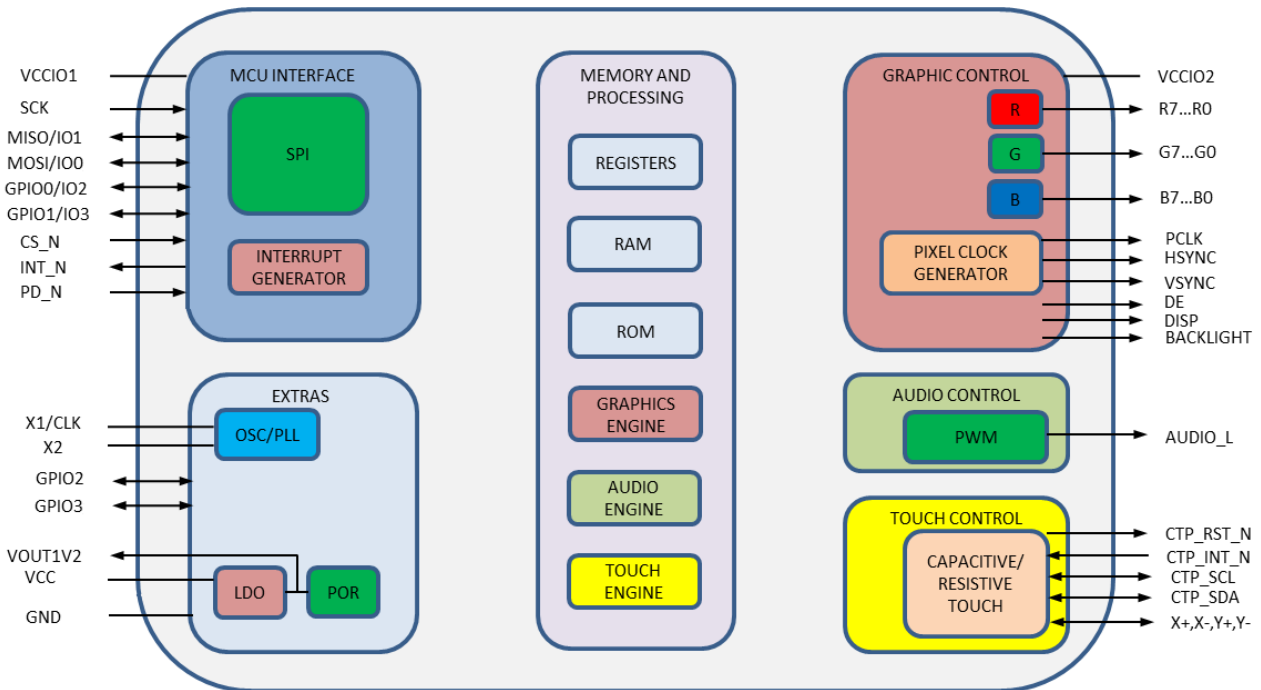 VCCIO1
SCK
MISO/IO1
MOSI/IO0
GPIO0/IO2
GPIO1/IO3
CS_N
INT_N
PD_N
MCU INTERFACE
SPI
INTERRUPT
GENERATOR
X1/CLK
X2
GPIO2
GPIO3
VOUT1V2
VCC
GND
EXTRAS
OSC/PLL
LDO
POR
MEMORY AND
PROCESSING
REGISTERS
RAM
ROM
GRAPHICS
ENGINE
AUDIO
ENGINE
TOUCH
ENGINE
GRAPHIC CONTROL
R
G
B
PIXEL CLOCK
GENERATOR
VCCIO2
R7...R0
G7...G0
B7...B0
PCLK
HSYNC
VSYNC
DE
DISP
BACKLIGHT
AUDIO CONTROL
PWM
AUDIO_L
TOUCH CONTROL
CAPACITIVE/
RESISTIVE
TOUCH
CTP_RST_N
CTP_INT_N
CTP_SCL
CTP_SDA
X+,X-,Y+,Y-